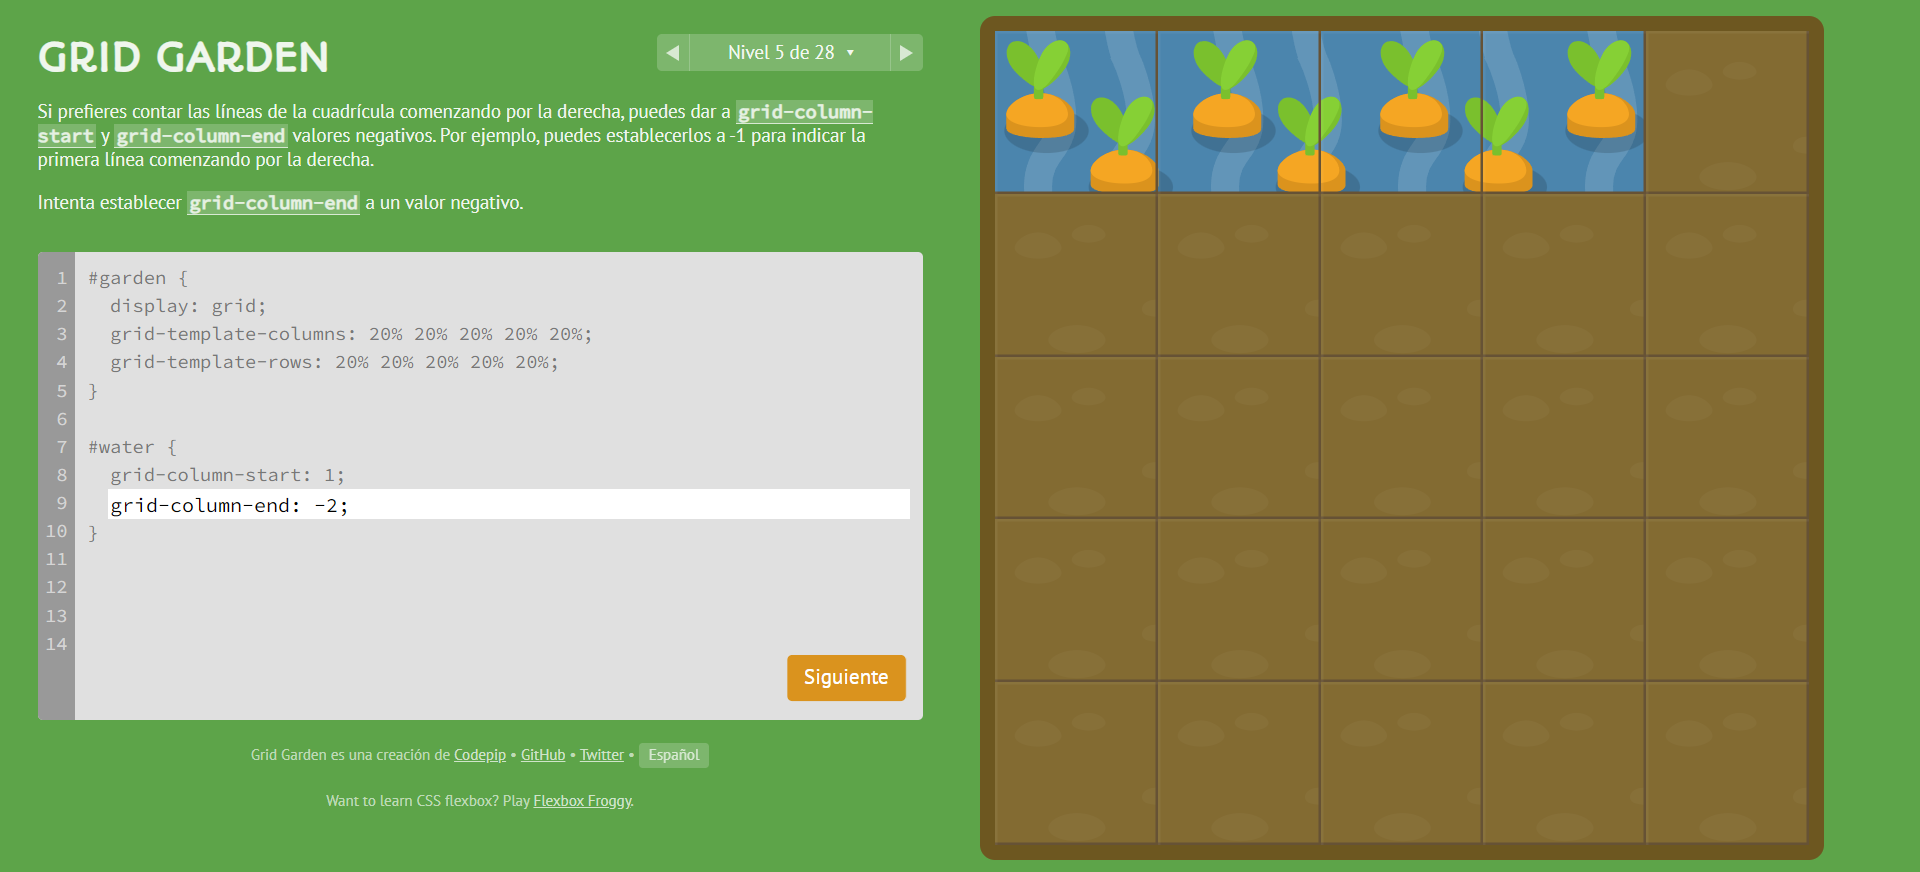 GRID GARDEN
Nivel 5 de 28
Si prefieres contar las líneas de la cuadrícula comenzando por la derecha, puedes dar a grid-column-
start y grid-column-end valores negativos. Por ejemplo, puedes establecerlos a -1 para indicar la
primera línea comenzando por la derecha.
Intenta establecer grid-column-end a un valor negativo.
1 #garden {
2 display: grid;
3 grid-template-columns: 20% 20% 20% 20% 20%;
4 grid-template-rows: 20% 20% 20% 20% 20%;
5 }
6
7 #water {
8 grid-column-start: 1;
9 grid-column-end: -2;
10 }
11
12
13
14
Siguiente
Grid Garden es una creación de Codepip • GitHub • Twitter • Español
Want to learn CSS flexbox? Play Flexbox Froggy.